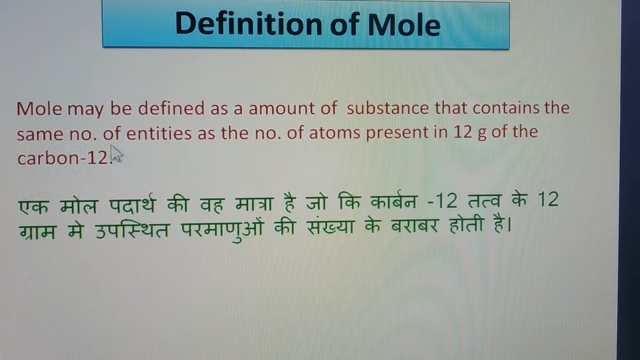 Definition of Mole
Mole may be defined as a amount of substance that contains the
same no. of entities as the no. of atoms present in 12 g of the
carbon-12.
एक मोल पदार्थ की वह मात्रा है जो कि कार्बन -12 तत्व के 12
ग्राम मे उपस्थित परमाणुओं की संख्या के बराबर होती है।